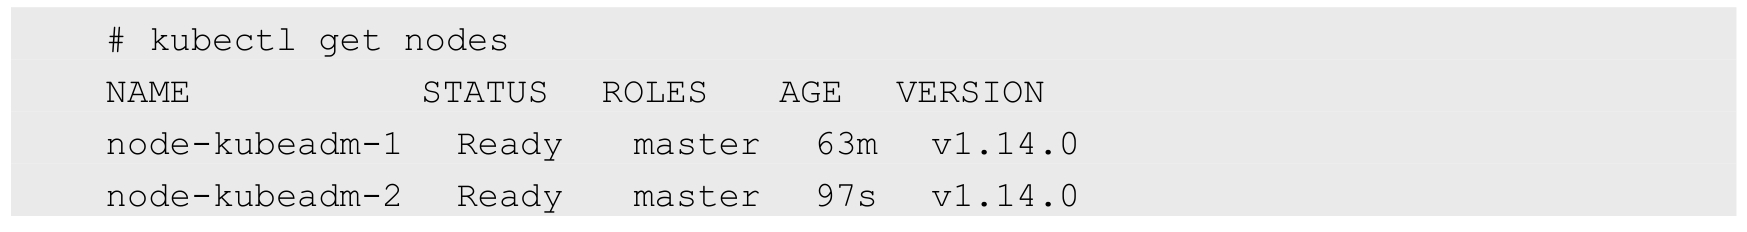 # kubectl get nodes
NAME           STATUS   ROLES    AGE   VERSION
node-kubeadm-1   Ready    master   63m   v1.14.0
node-kubeadm-2   Ready    master   97s   v1.14.0